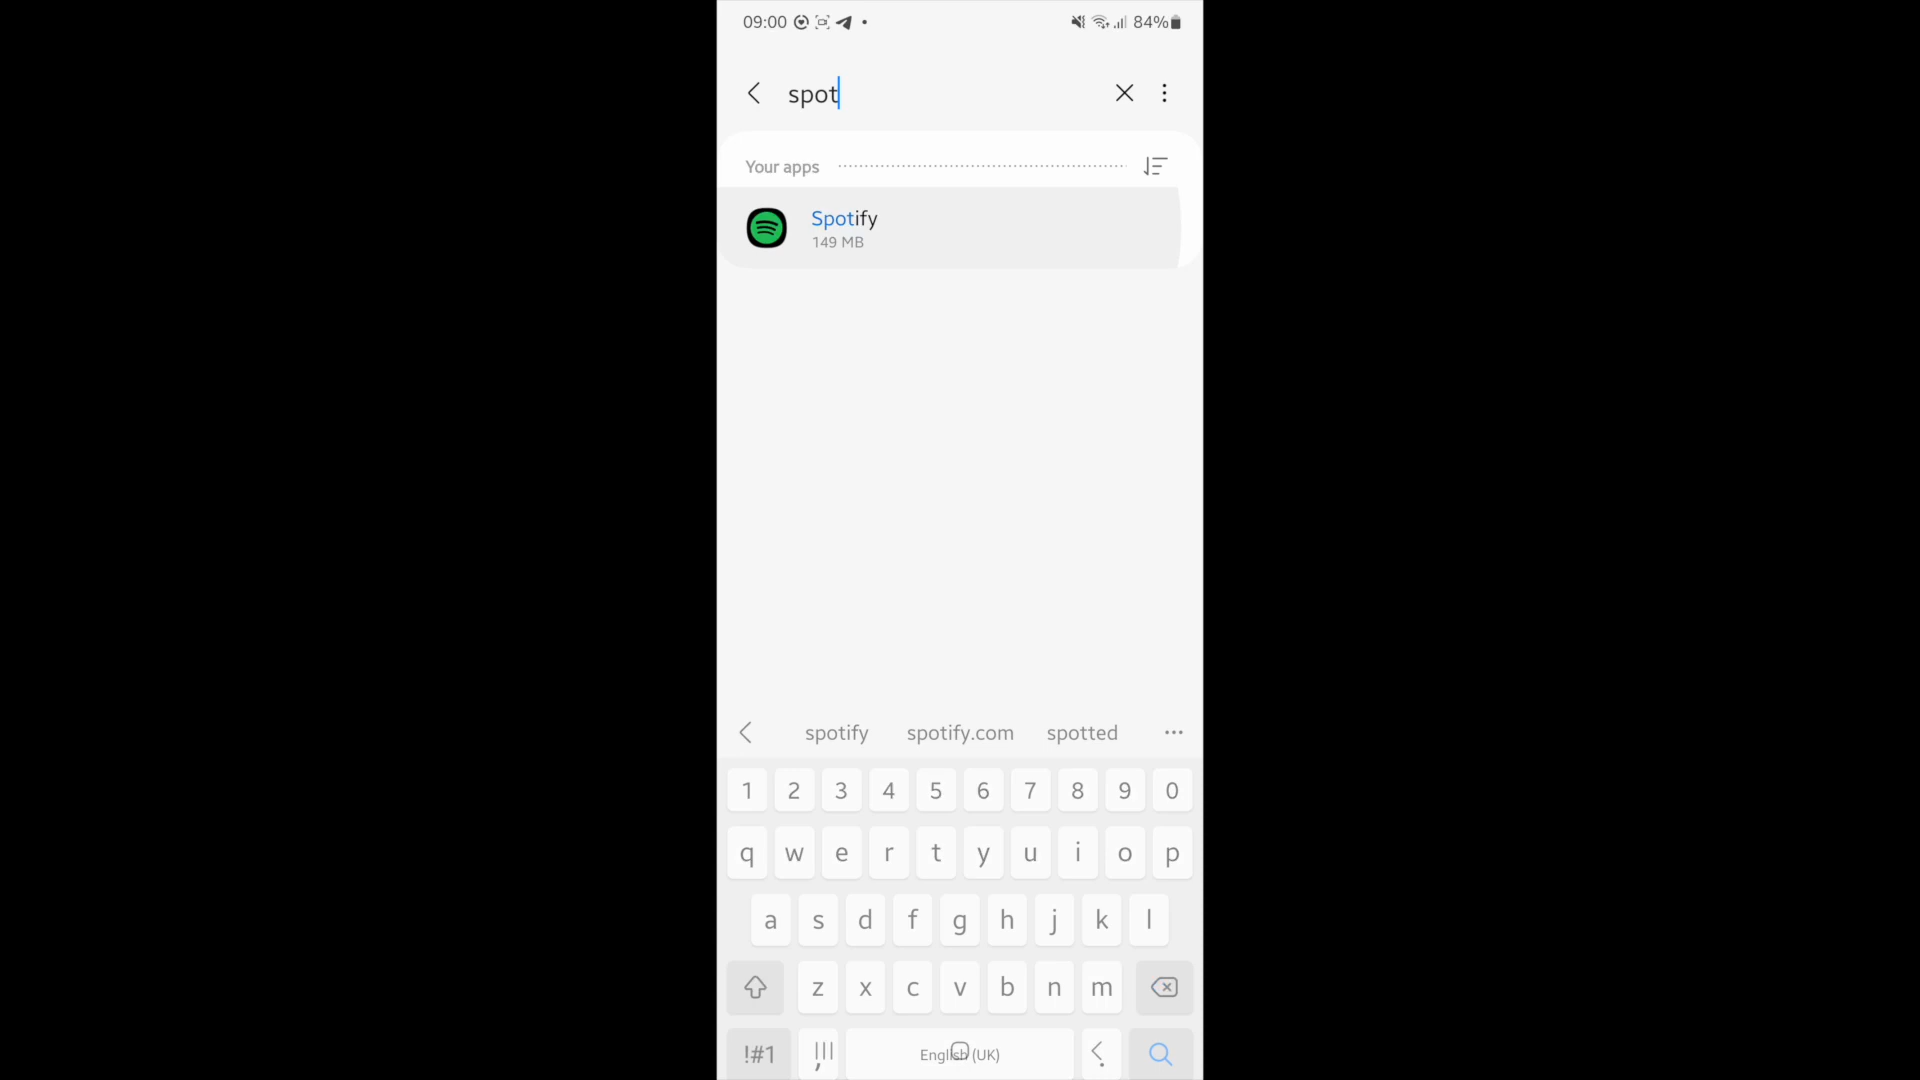 09:00 84%
spot
Your apps
Spotify
149 MB
spotify spotify.com spotted
1 2 3 4 5 6 7 8 9 0
q w e r t y u i o p
a s d f g h j k l
z x c v b n m
!#1 , English (UK) .